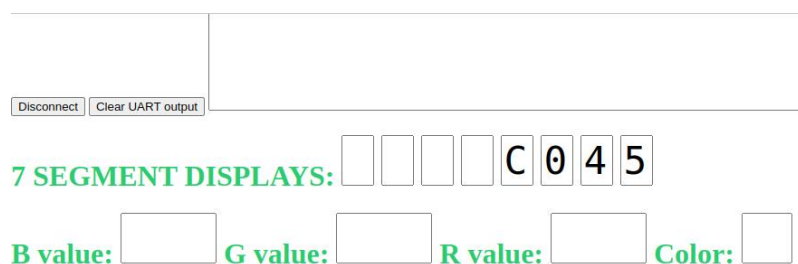 Disconnect Clear UART output
7 SEGMENT DISPLAYS: C 0 4 5
B value: G value: R value: Color: